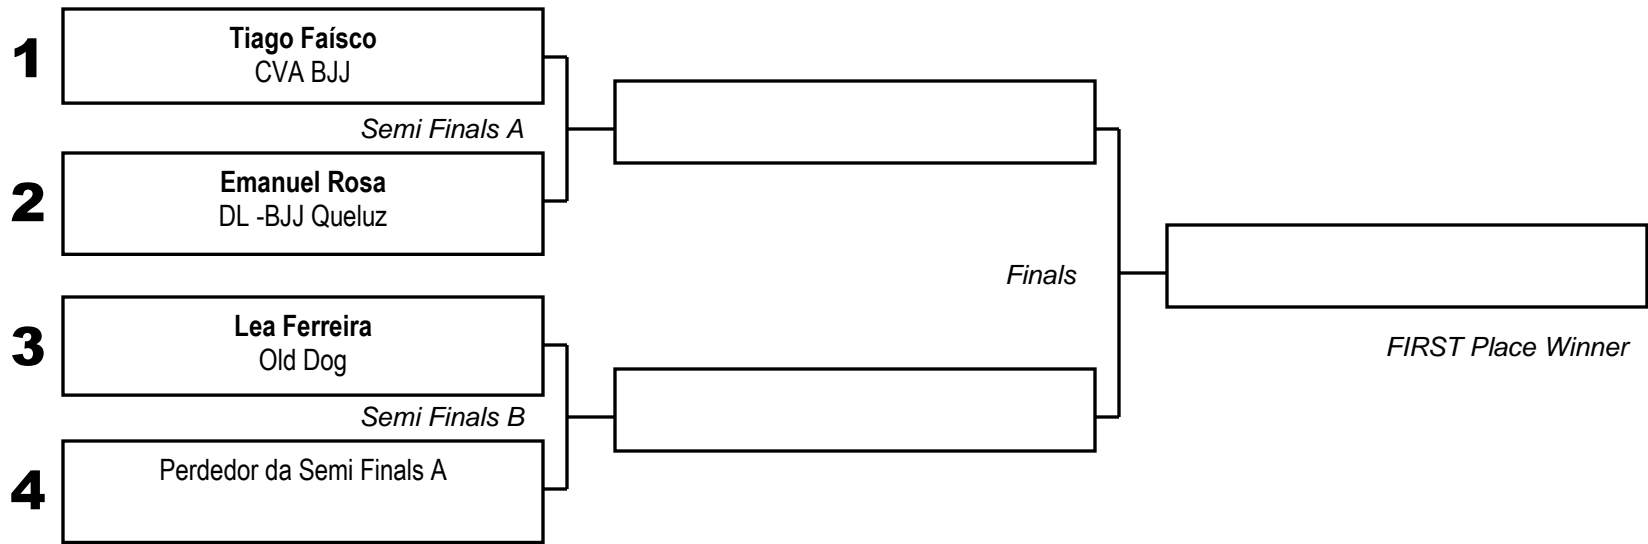 1
Tiago Faísco
CVA BJJ
Semi Finals A
2
Emanuel Rosa
DL -BJJ Queluz
Finals
3
Lea Ferreira
Old Dog
FIRST Place Winner
Semi Finals B
4
Perdedor da Semi Finals A